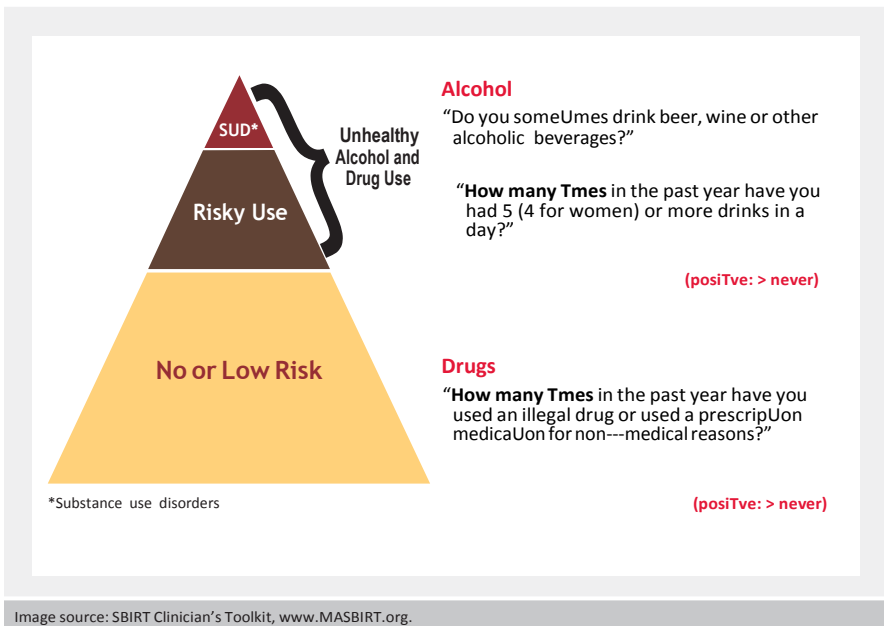 SUD*
Risky Use
No or Low Risk
*Substance use disorders
Unhealthy
Alcohol and
Drug Use
Alcohol
“Do you someUmes drink beer, wine or other
alcoholic beverages?”
“How many Tmes in the past year have you
had 5 (4 for women) or more drinks in a
day?”
(posiTve: > never)
Drugs
“How many Tmes in the past year have you
used an illegal drug or used a prescripUon
medicaUon for non---medical reasons?”
(posiTve: > never)
Image source: SBIRT Clinician’s Toolkit, www.MASBIRT.org.